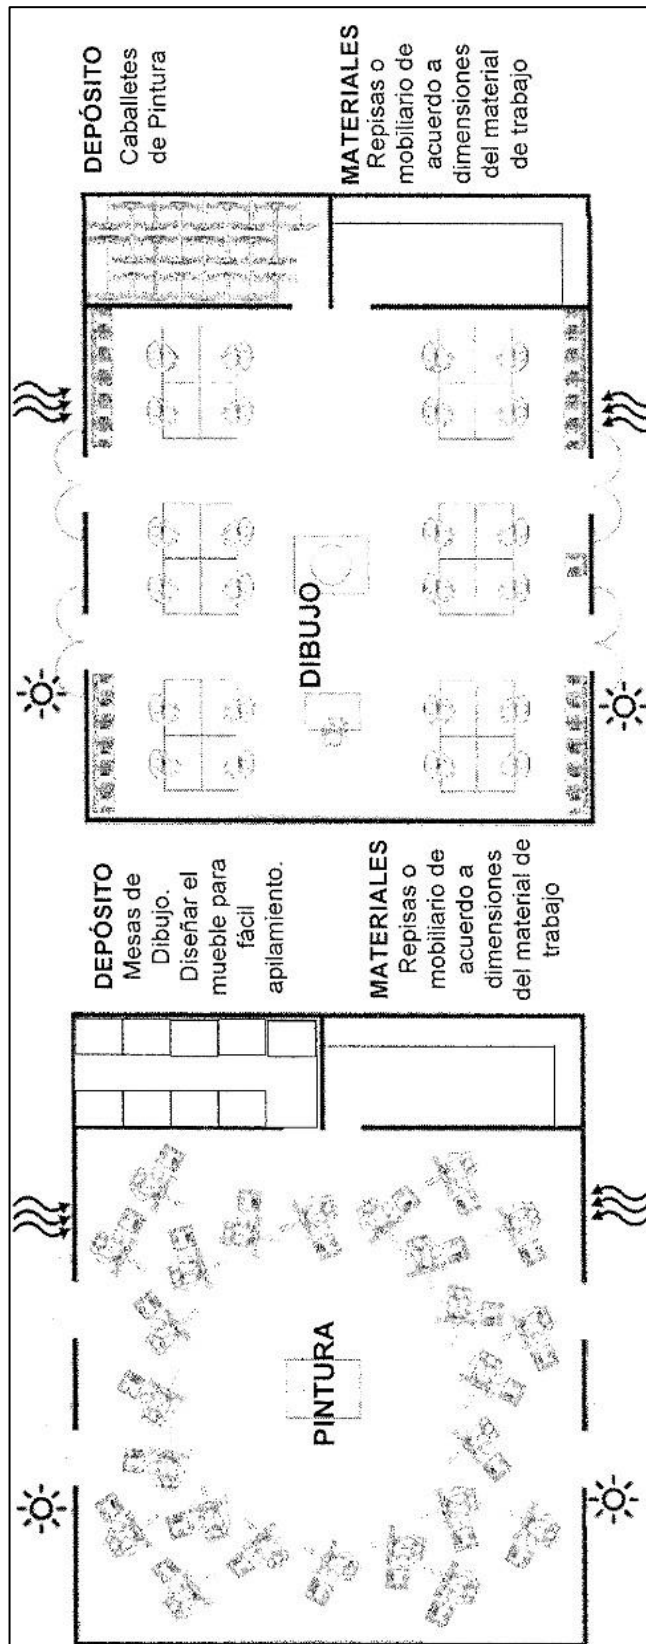 DEPÓSITO
Mesas de
Dibujo.
Diseñar el
mueble para
fácil
apilamiento.
MATERIALES
Repisas o
mobiliario de
acuerdo a
dimensiones
del material de
trabajo
PINTURA
DEPÓSITO
Caballetes
de Pintura
MATERIALES
Repisas o
mobiliario de
acuerdo a
dimensiones
del material
de trabajo
DIBUJO